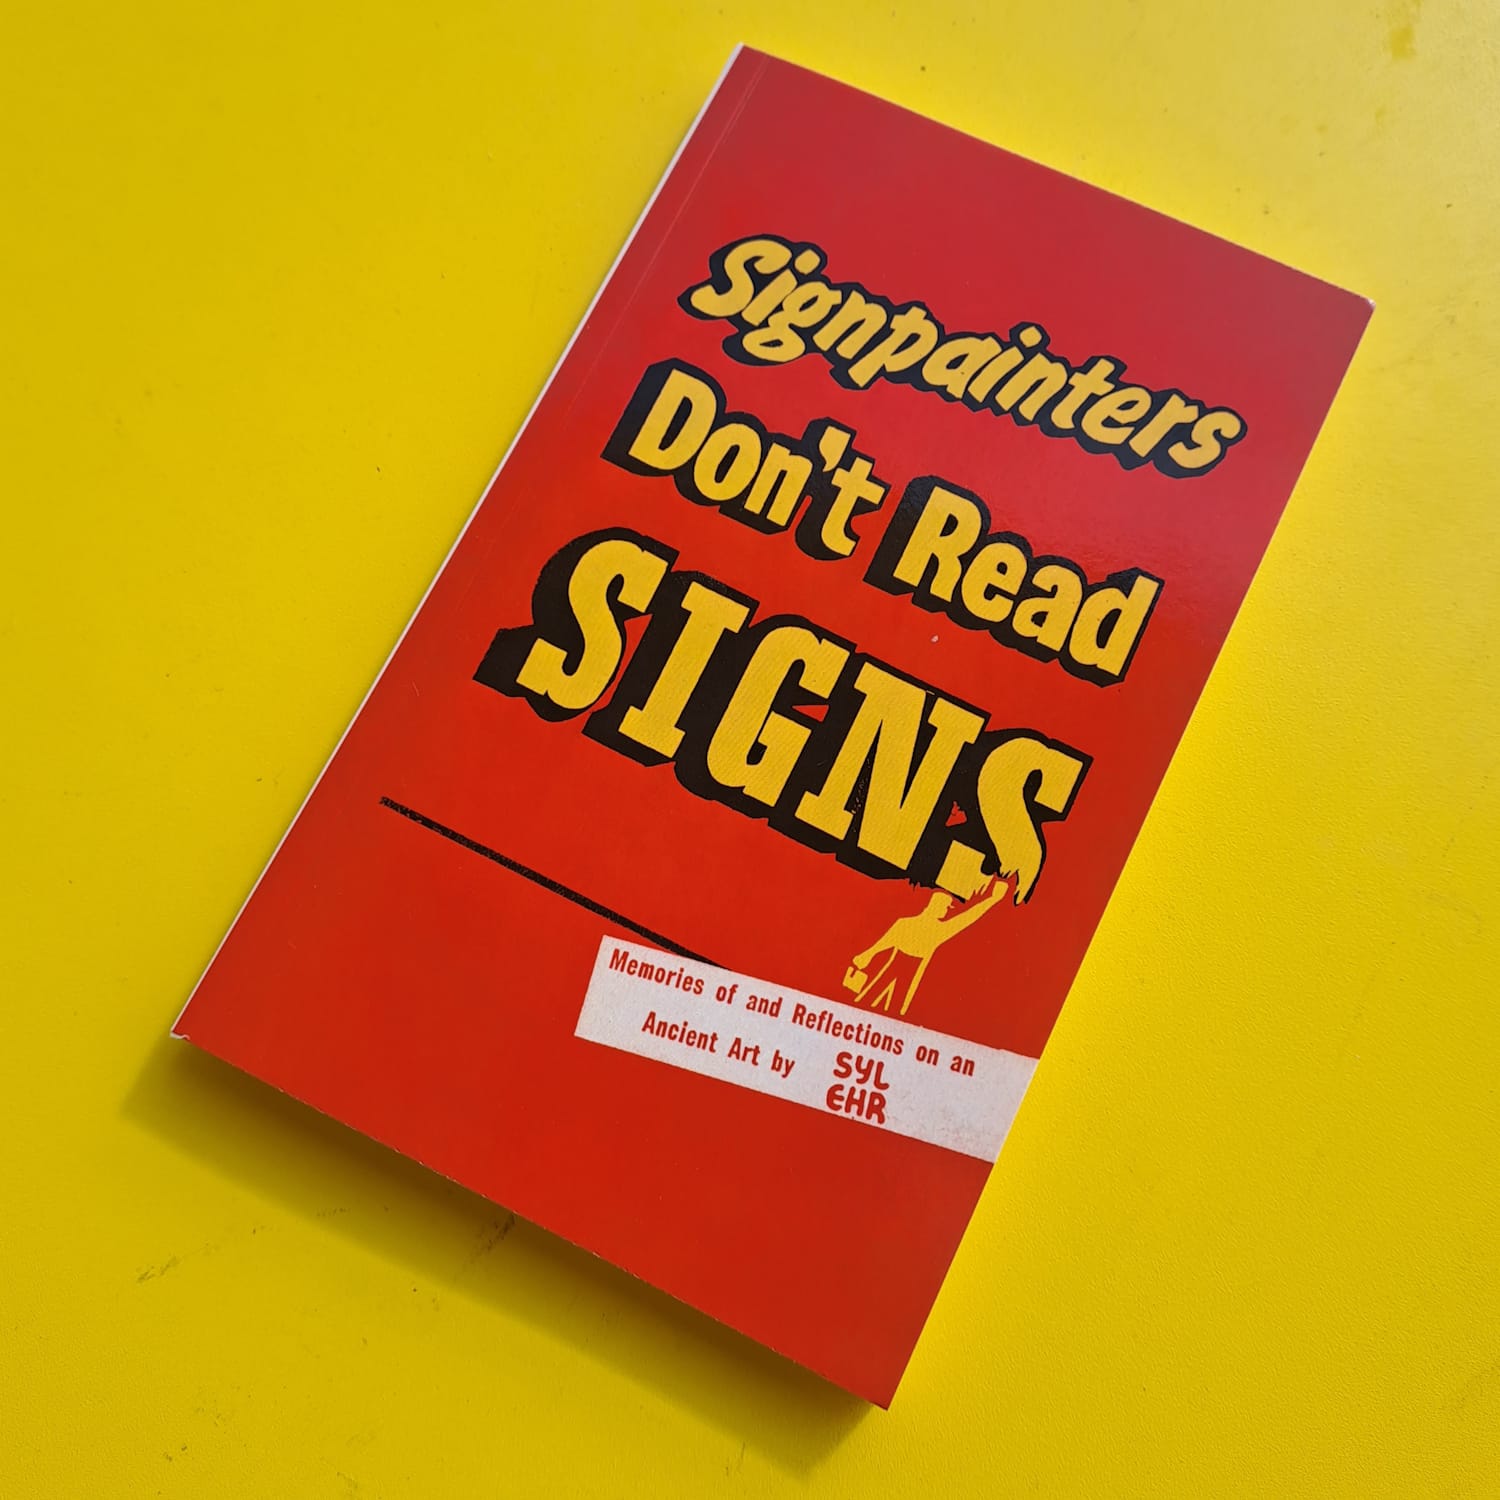 Signpainters
Don't Read
SIGNS
Memories of and Reflections on an
Ancient Art by SYL
EHR